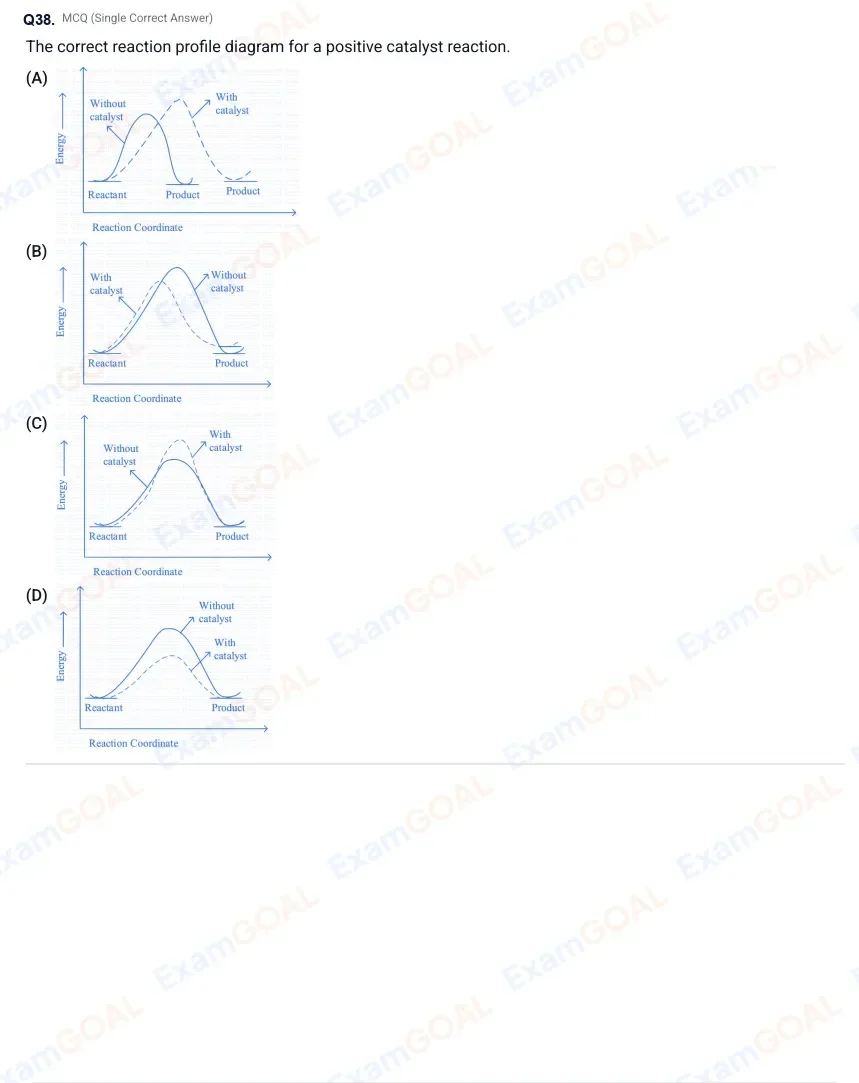 Q38. MCQ (Single Correct Answer)
The correct reaction profile diagram for a positive catalyst reaction.
(A)
Energy
Without
catalyst
With
catalyst
Reactant
Product
Product
Reaction Coordinate
(B)
Energy
With
catalyst
Without
catalyst
Reactant
Product
Reaction Coordinate
(C)
Energy
Without
catalyst
With
catalyst
Reactant
Product
Reaction Coordinate
(D)
Energy
Without
catalyst
With
catalyst
Reactant
Product
Reaction Coordinate
ExamGOAL